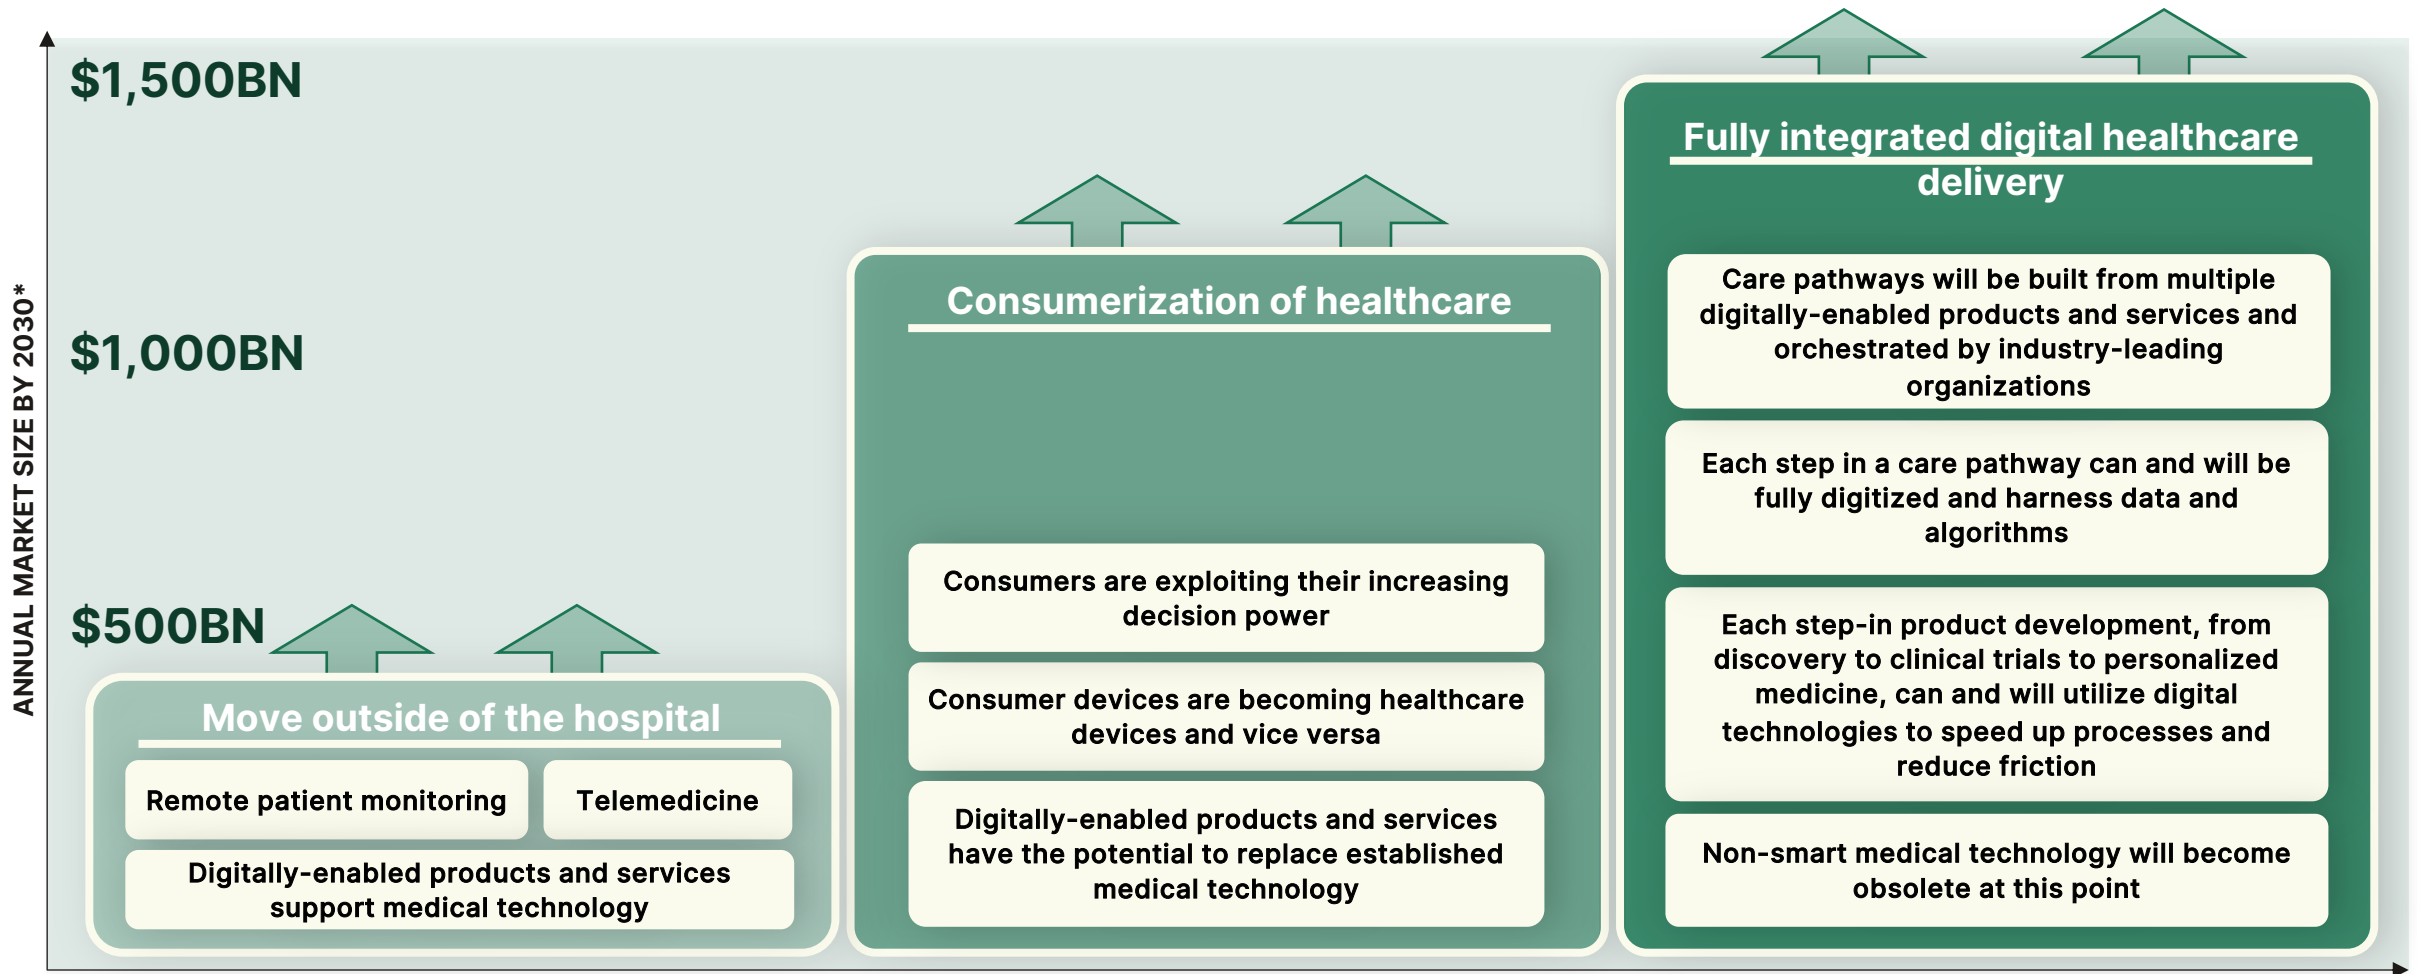 ANNUAL MARKET SIZE BY 2030*
$1,500BN
$1,000BN
$500BN
Move outside of the hospital
Remote patient monitoring
Telemedicine
Digitally-enabled products and services
support medical technology
Consumerization of healthcare
Consumers are exploiting their increasing
decision power
Consumer devices are becoming healthcare
devices and vice versa
Digitally-enabled products and services
have the potential to replace established
medical technology
Fully integrated digital healthcare
delivery
Care pathways will be built from multiple
digitally-enabled products and services and
orchestrated by industry-leading
organizations
Each step in a care pathway can and will be
fully digitized and harness data and
algorithms
Each step-in product development, from
discovery to clinical trials to personalized
medicine, can and will utilize digital
technologies to speed up processes and
reduce friction
Non-smart medical technology will become
obsolete at this point